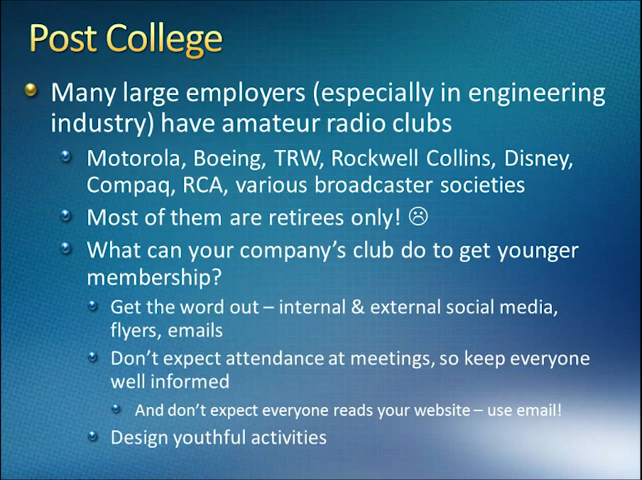 Post College
Many large employers (especially in engineering
industry) have amateur radio clubs
Motorola, Boeing, TRW, Rockwell Collins, Disney,
Compaq, RCA, various broadcaster societies
Most of them are retirees only! ☹
What can your company’s club do to get younger
membership?
Get the word out – internal & external social media,
flyers, emails
Don’t expect attendance at meetings, so keep everyone
well informed
And don’t expect everyone reads your website – use email!
Design youthful activities